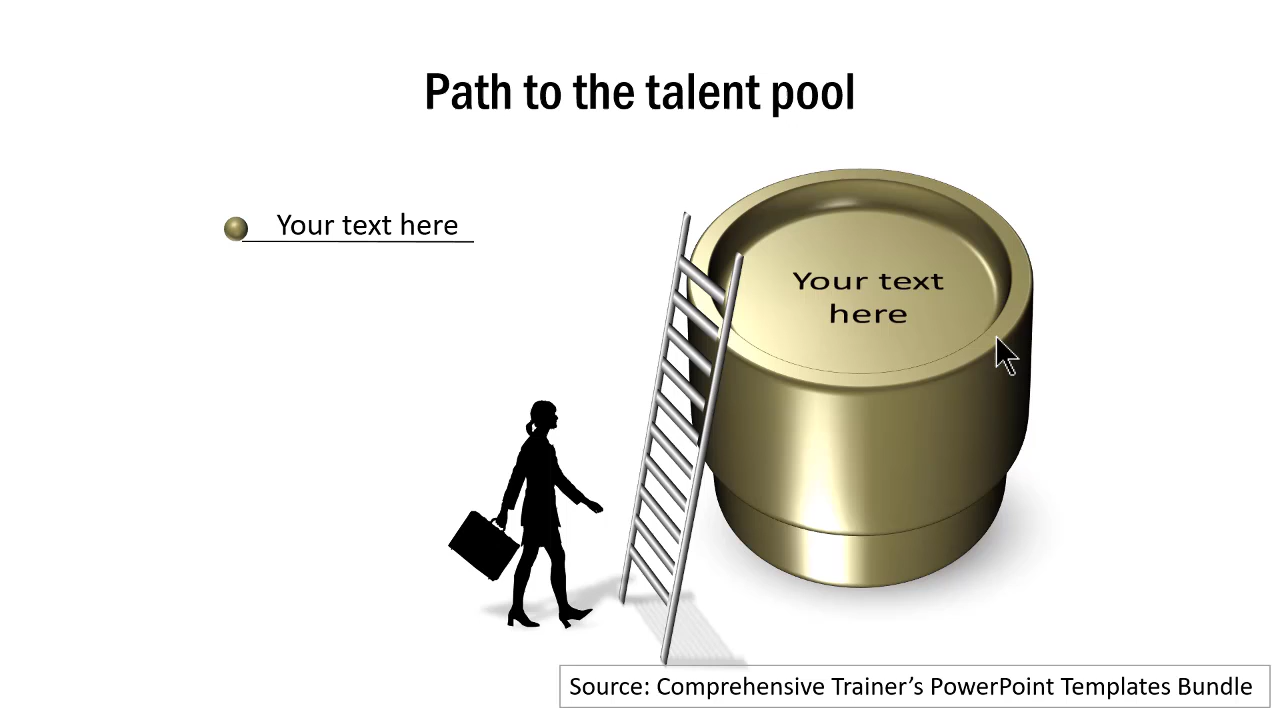 Path to the talent pool
Your text here
Your text
here
Source: Comprehensive Trainer’s PowerPoint Templates Bundle